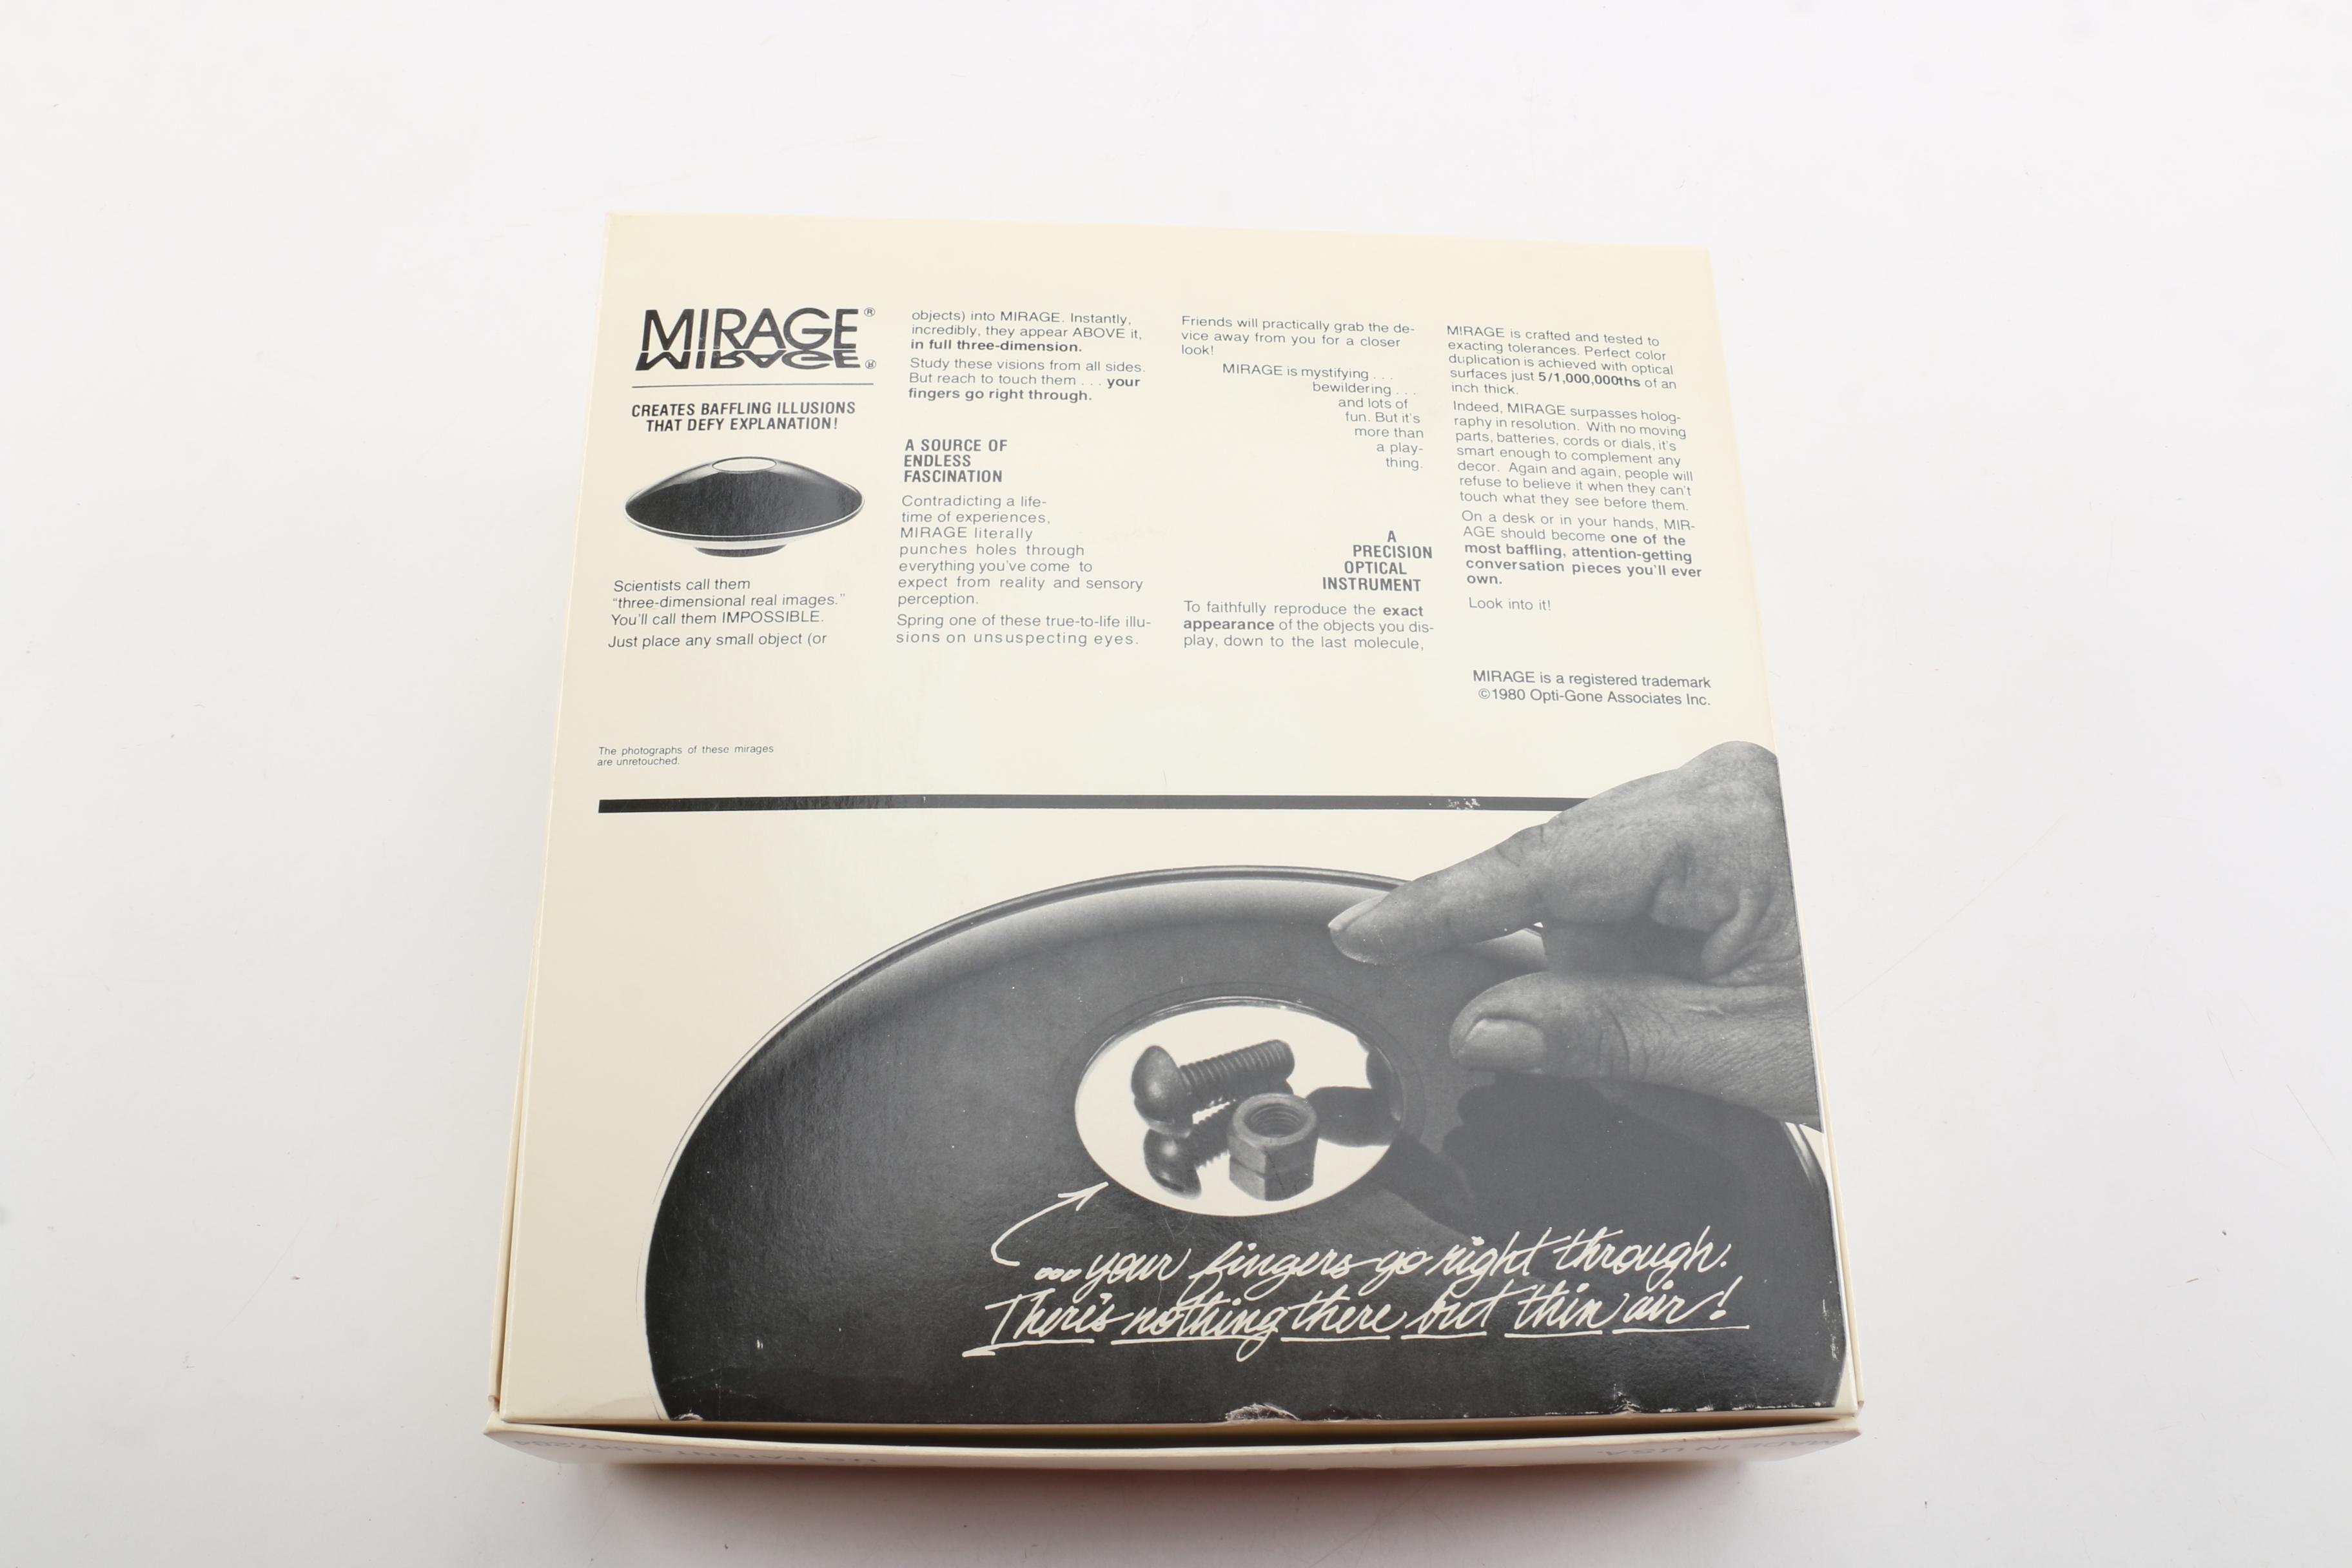 MIRAGE®
MIRAGE®
CREATES BAFFLING ILLUSIONS
THAT DEFY EXPLANATION!
Scientists call them
“three-dimensional real images.”
You'll call them IMPOSSIBLE.
Just place any small object (or
objects) into MIRAGE. Instantly,
incredibly, they appear ABOVE it,
in full three-dimension.
Study these visions from all sides.
But reach to touch them . . . your
fingers go right through.
A SOURCE OF
ENDLESS
FASCINATION
Contradicting a life-
time of experiences,
MIRAGE literally
punches holes through
everything you've come to
expect from reality and sensory
perception.
Spring one of these true-to-life illu-
sions on unsuspecting eyes.
Friends will practically grab the de-
vice away from you for a closer
look!
MIRAGE is mystifying . . .
bewildering . . .
and lots of
fun. But it's
more than
a play-
thing.
A
PRECISION
OPTICAL
INSTRUMENT
To faithfully reproduce the exact
appearance of the objects you dis-
play, down to the last molecule,
MIRAGE is crafted and tested to
exacting tolerances. Perfect color
duplication is achieved with optical
surfaces just 5/1,000,000ths of an
inch thick.
Indeed, MIRAGE surpasses holog-
raphy in resolution. With no moving
parts, batteries, cords or dials, it's
smart enough to complement any
decor. Again and again, people will
refuse to believe it when they can't
touch what they see before them.
On a desk or in your hands, MIR-
AGE should become one of the
most baffling, attention-getting
conversation pieces you'll ever
own.
Look into it!
MIRAGE is a registered trademark
©1980 Opti-Gone Associates Inc.
The photographs of these mirages
are unretouched.
...your fingers go right through.
There's nothing there but thin air!
MADE IN U.S.A.
U.S. PATENT 3,647,284